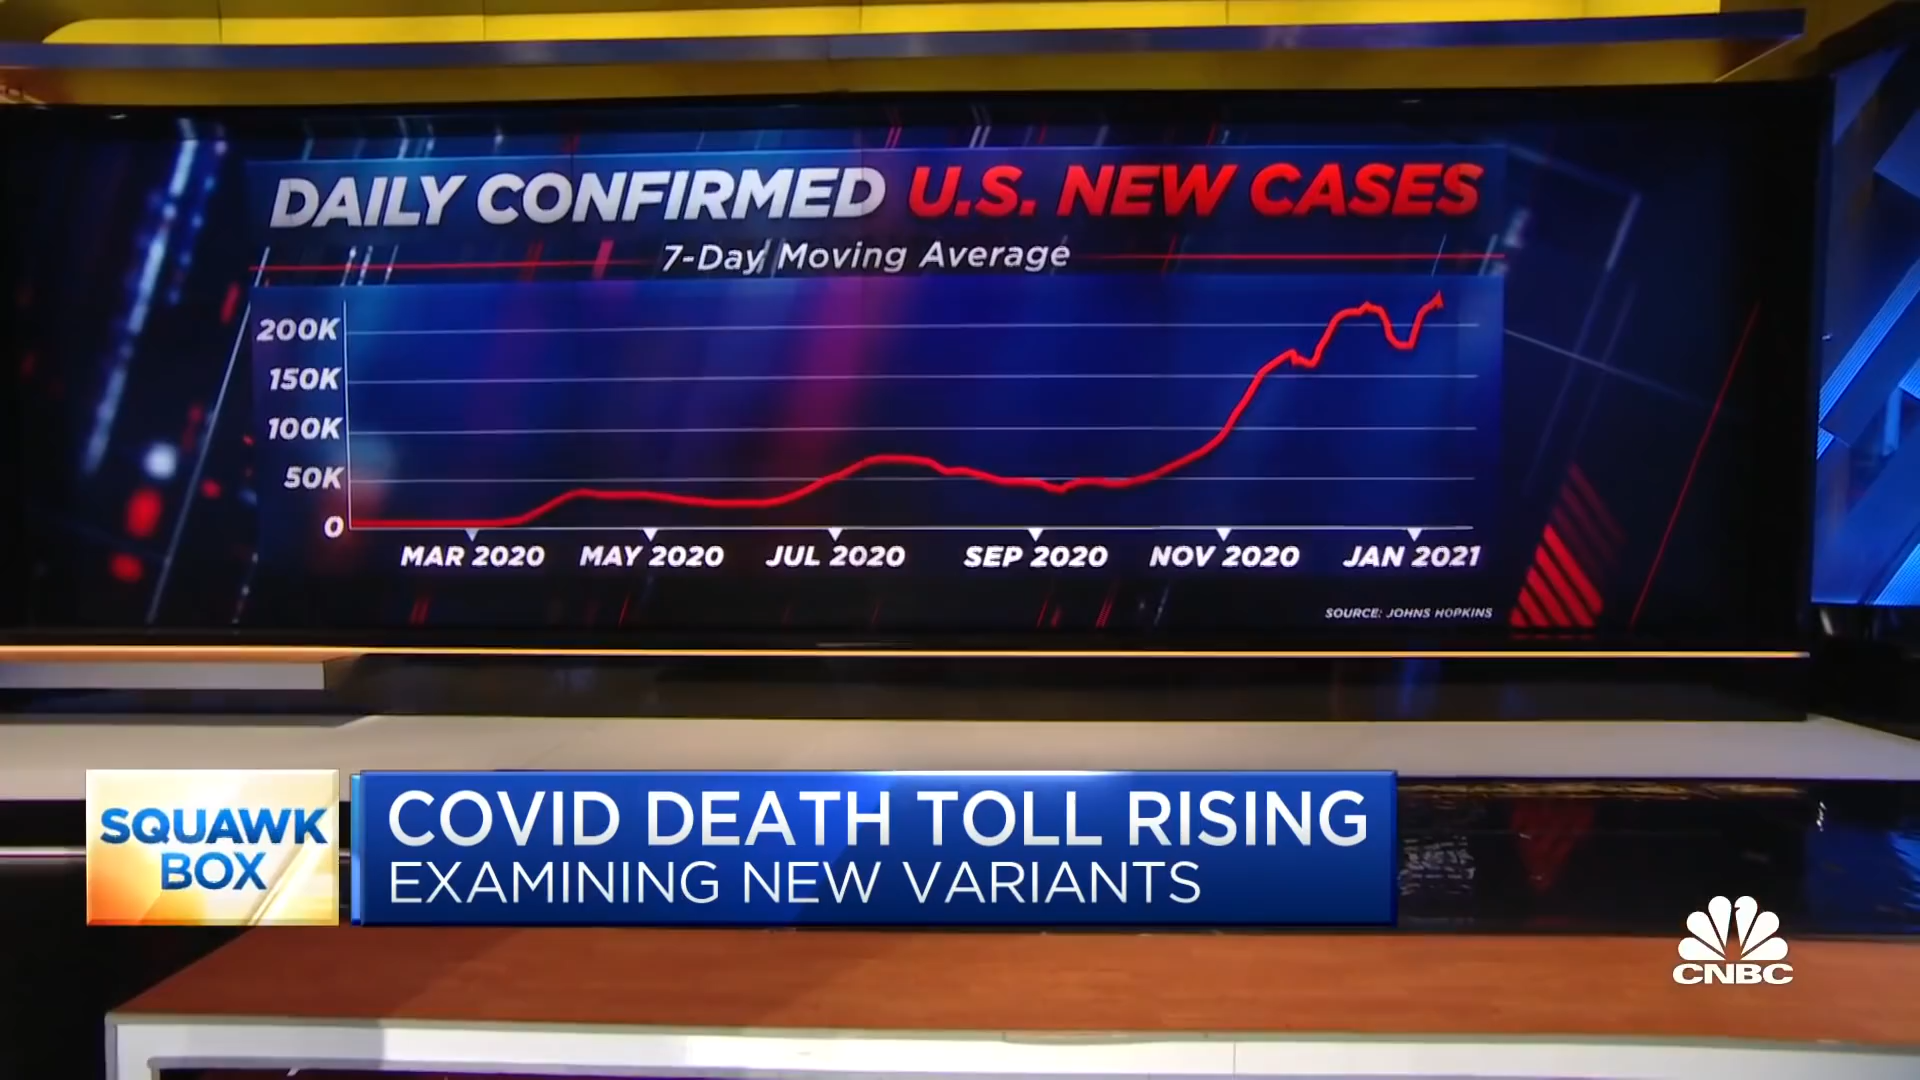 DAILY CONFIRMED U.S. NEW CASES
7-Day Moving Average
200K
150K
100K
50K
0
MAR 2020 MAY 2020 JUL 2020 SEP 2020 NOV 2020 JAN 2021
SOURCE: JOHNS HOPKINS
SQUAWK
BOX
COVID DEATH TOLL RISING
EXAMINING NEW VARIANTS
CNBC